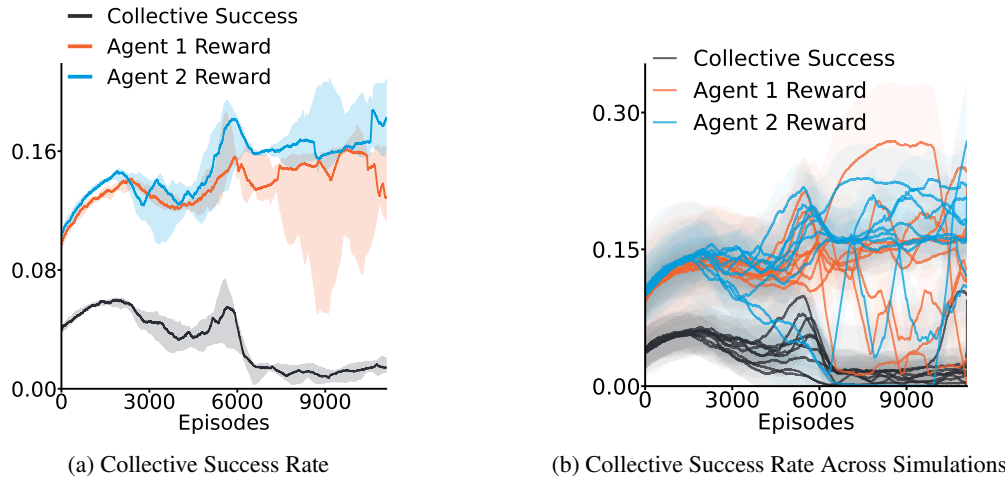 Collective Success
Agent 1 Reward
Agent 2 Reward
0.16
0.08
0.00
0 3000 6000 9000
Episodes
(a) Collective Success Rate
Collective Success
Agent 1 Reward
Agent 2 Reward
0.30
0.15
0.00
0 3000 6000 9000
Episodes
(b) Collective Success Rate Across Simulations